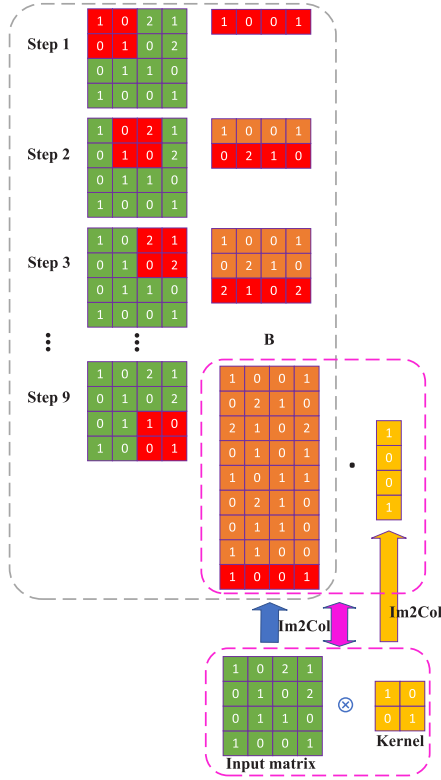 1 0 2 1 1 0 0 1
Step 1 0 1 0 2
0 1 1 0
1 0 0 1
1 0 2 1 1 0 0 1
Step 2 0 1 0 2 0 2 1 0
0 1 1 0
1 0 0 1
1 0 2 1 1 0 0 1
Step 3 0 1 0 2 0 2 1 0
0 1 1 0 2 1 0 2
1 0 0 1
B
1 0 2 1
Step 9 0 1 0 2
0 1 1 0
1 0 0 1
1 0 0 1
0 2 1 0
2 1 0 2
0 1 0 1
1 0 1 1
0 2 1 0
0 1 1 0
1 1 0 0
1 0 0 1
1
0
0
1
Im2Col Im2Col
1 0 2 1
0 1 0 2
0 1 1 0
1 0 0 1
⊗
1 0
0 1
Input matrix Kernel